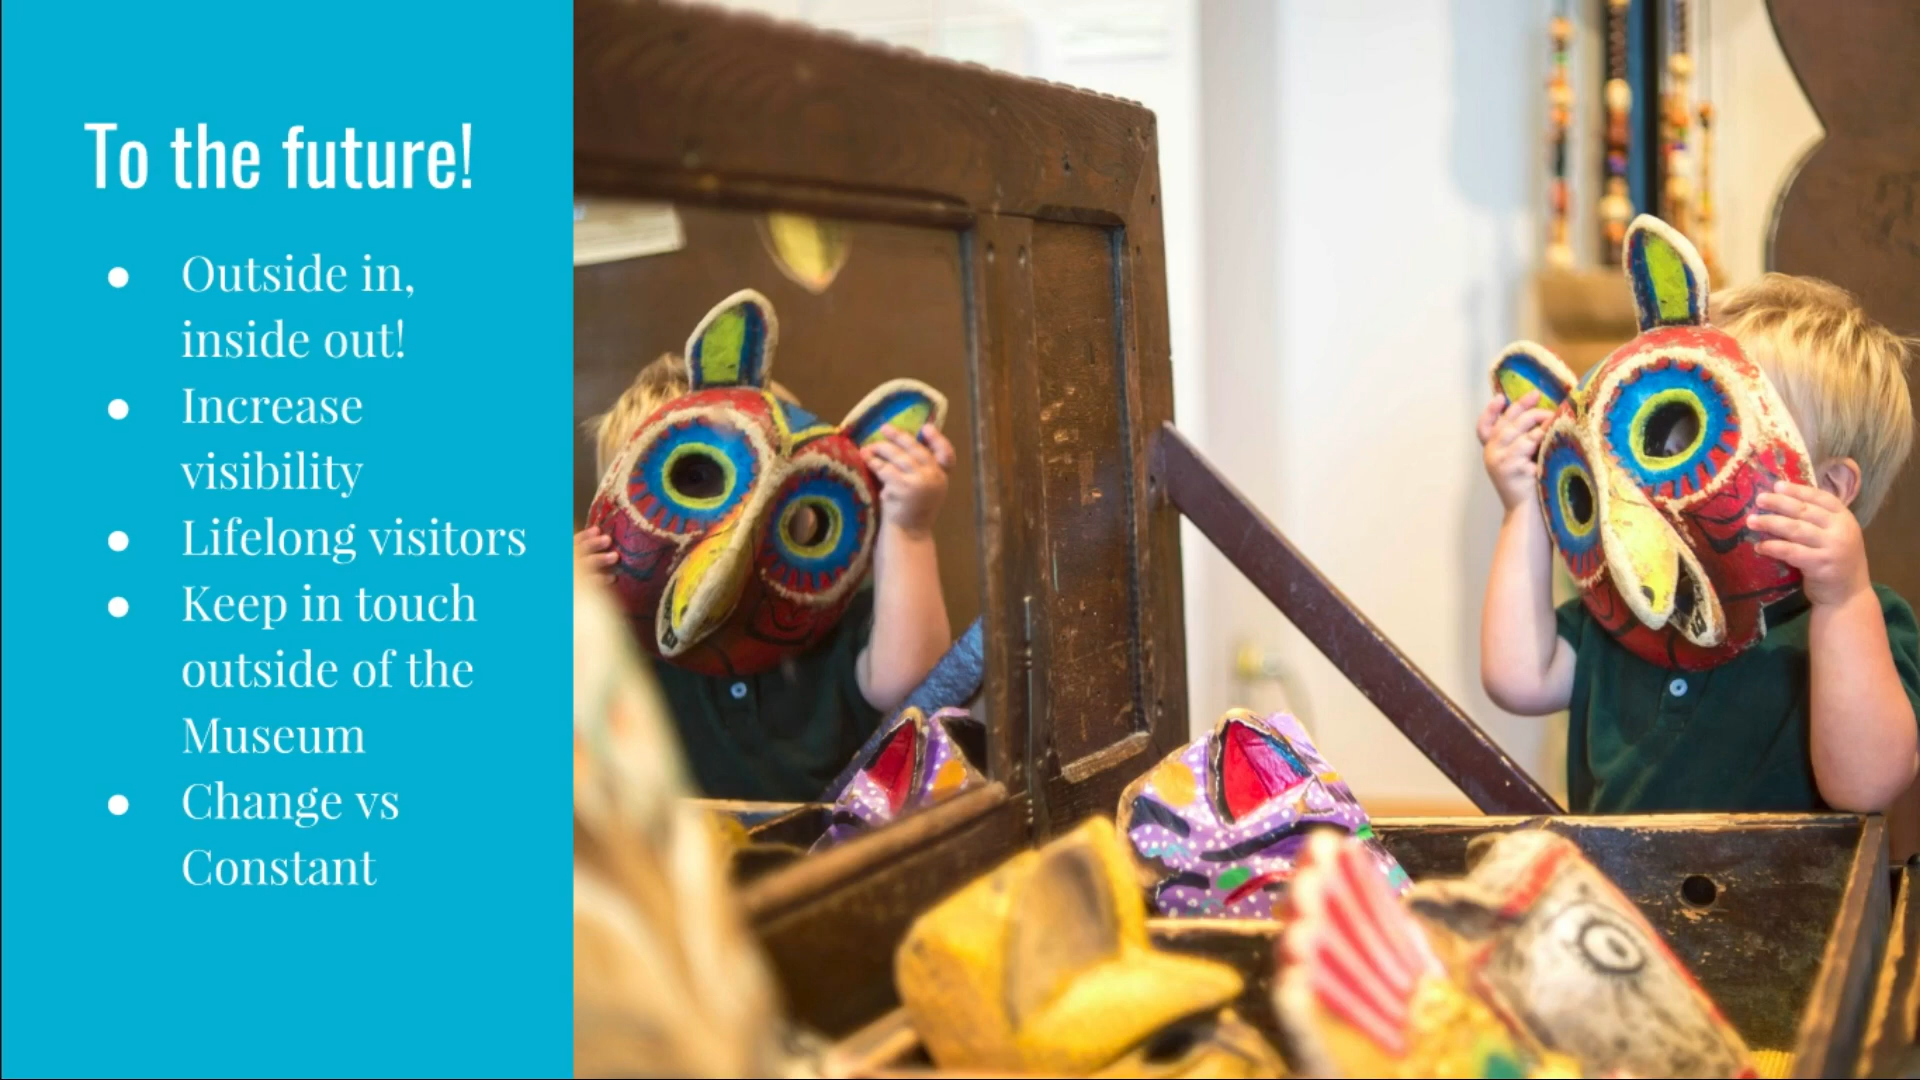 To the future!
● Outside in,
inside out!
● Increase
visibility
● Lifelong visitors
● Keep in touch
outside of the
Museum
● Change vs
Constant